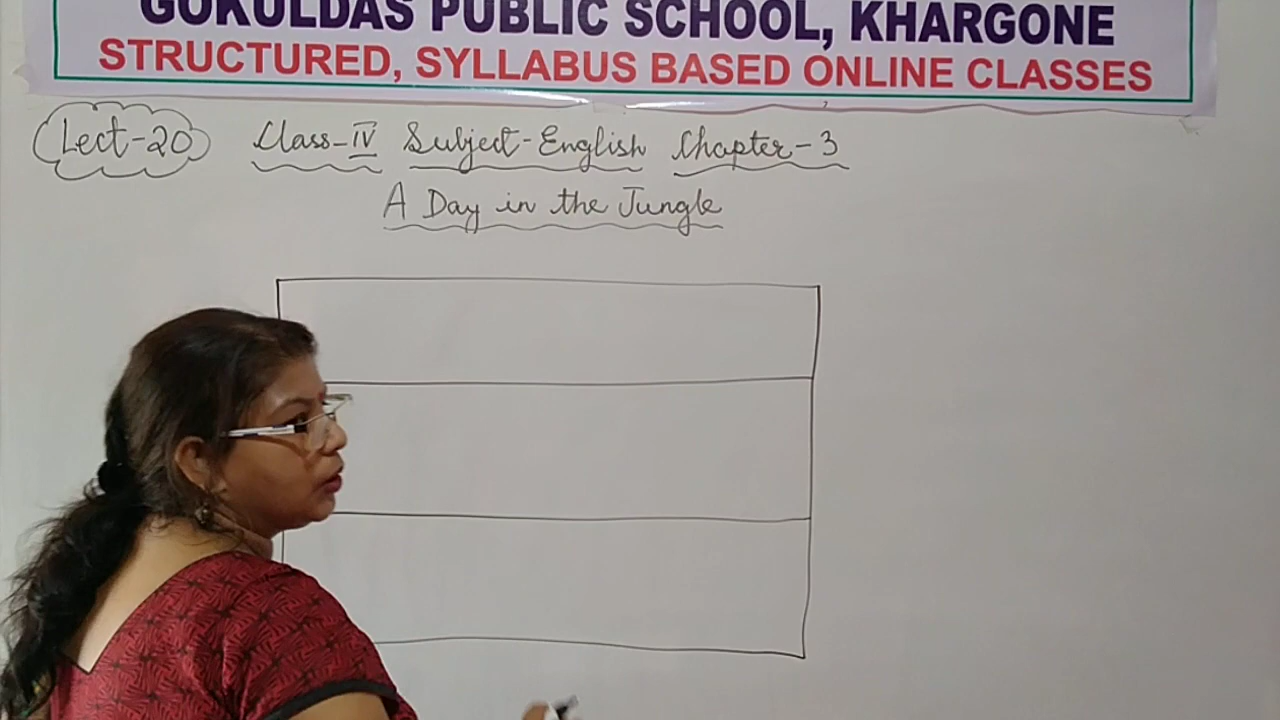 GOKULDAS PUBLIC SCHOOL, KHARGONE
STRUCTURED, SYLLABUS BASED ONLINE CLASSES
Lect-20 Class-IV Subject-English Chapter-3
A Day in the Jungle